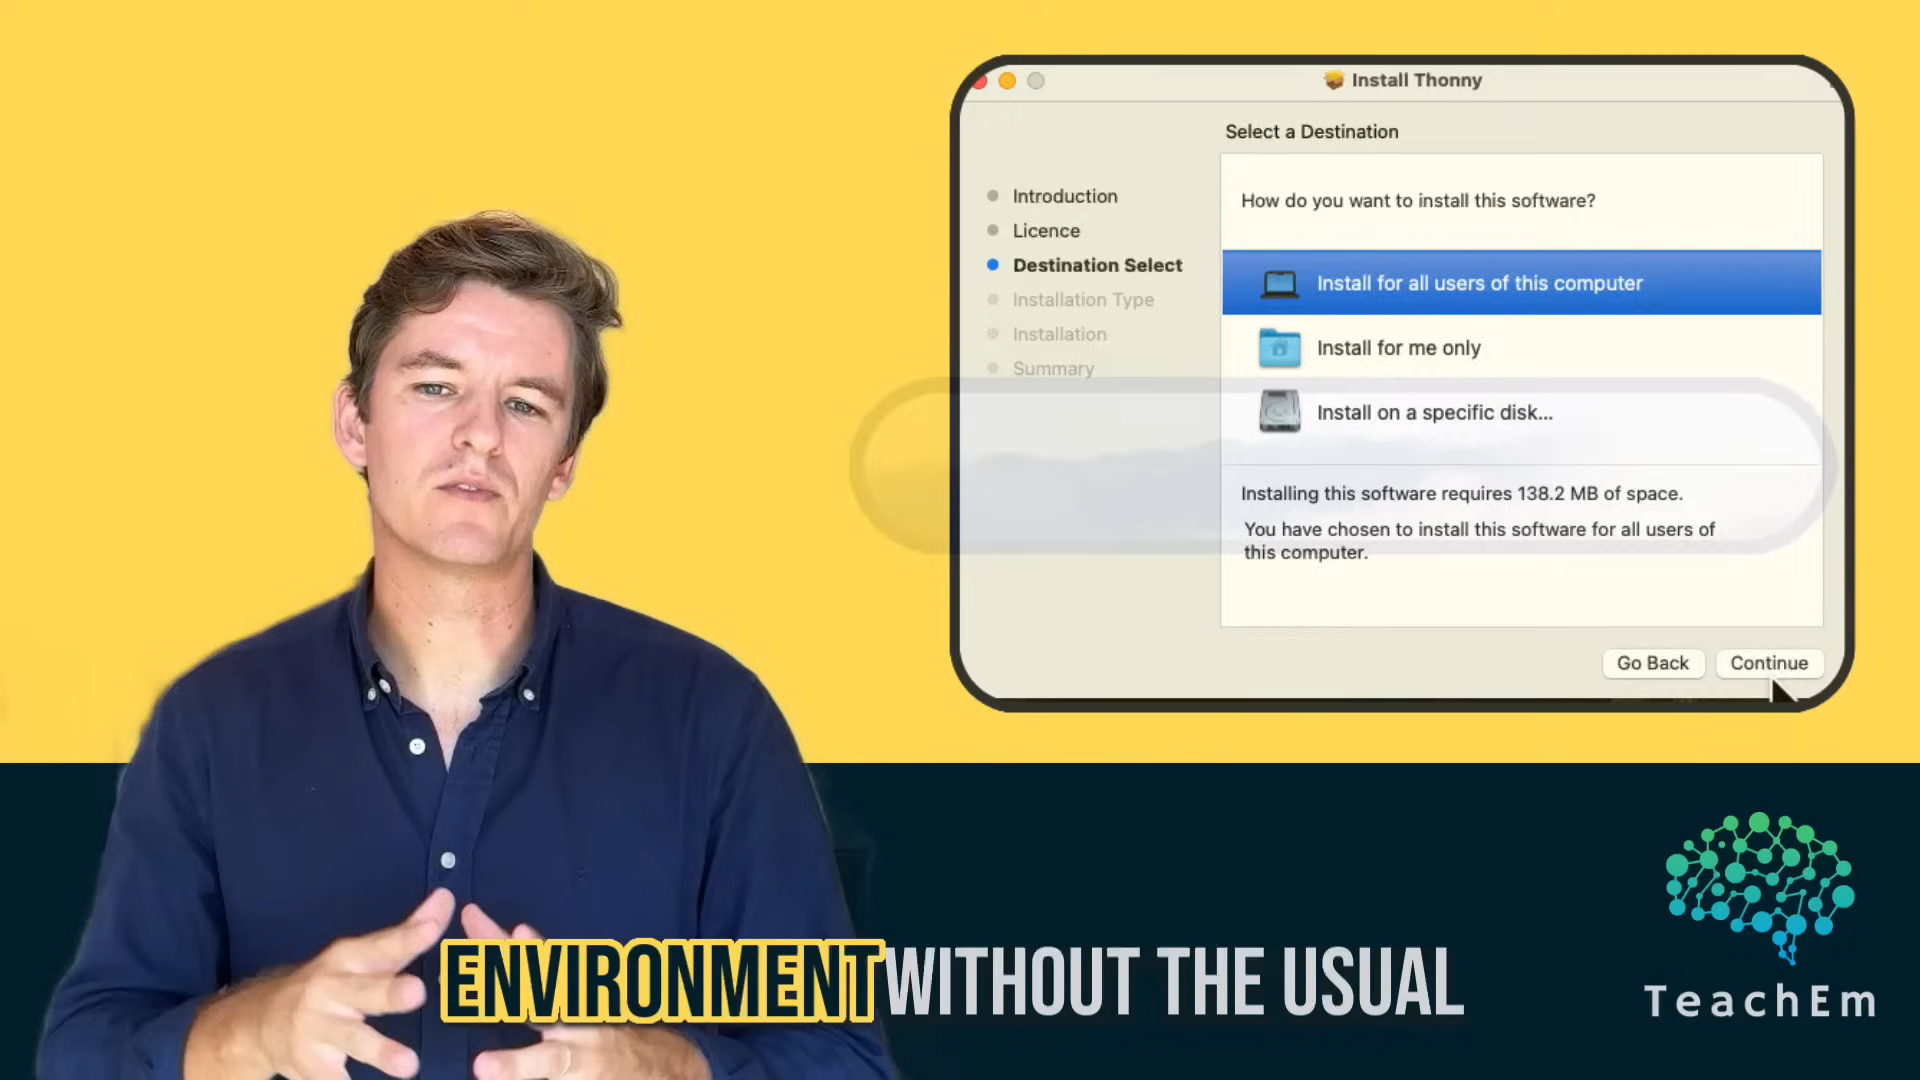 Install Thonny
Select a Destination
Introduction
Licence
Destination Select
Installation Type
Installation
Summary
How do you want to install this software?
Install for all users of this computer
Install for me only
Install on a specific disk...
Installing this software requires 138.2 MB of space.
You have chosen to install this software for all users of
this computer.
Go Back
Continue
ENVIRONMENT WITHOUT THE USUAL
TeachEm